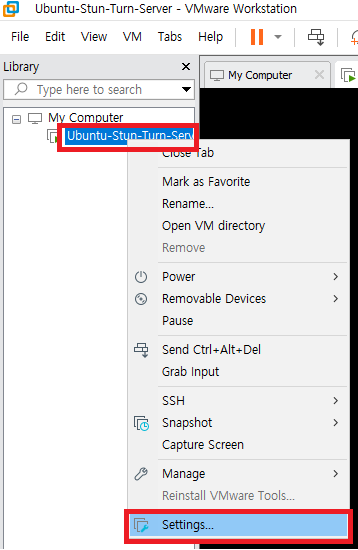 Ubuntu-Stun-Turn-Server - VMware Workstation
File Edit View VM Tabs Help
Library
Type here to search
My Computer
My Computer
Ubuntu-Stun-Turn-Serv
Close Tab
Mark as Favorite
Rename...
Open VM directory
Remove
Power
Removable Devices
Pause
Send Ctrl+Alt+Del
Grab Input
SSH
Snapshot
Capture Screen
Manage
Reinstall VMware Tools...
Settings...